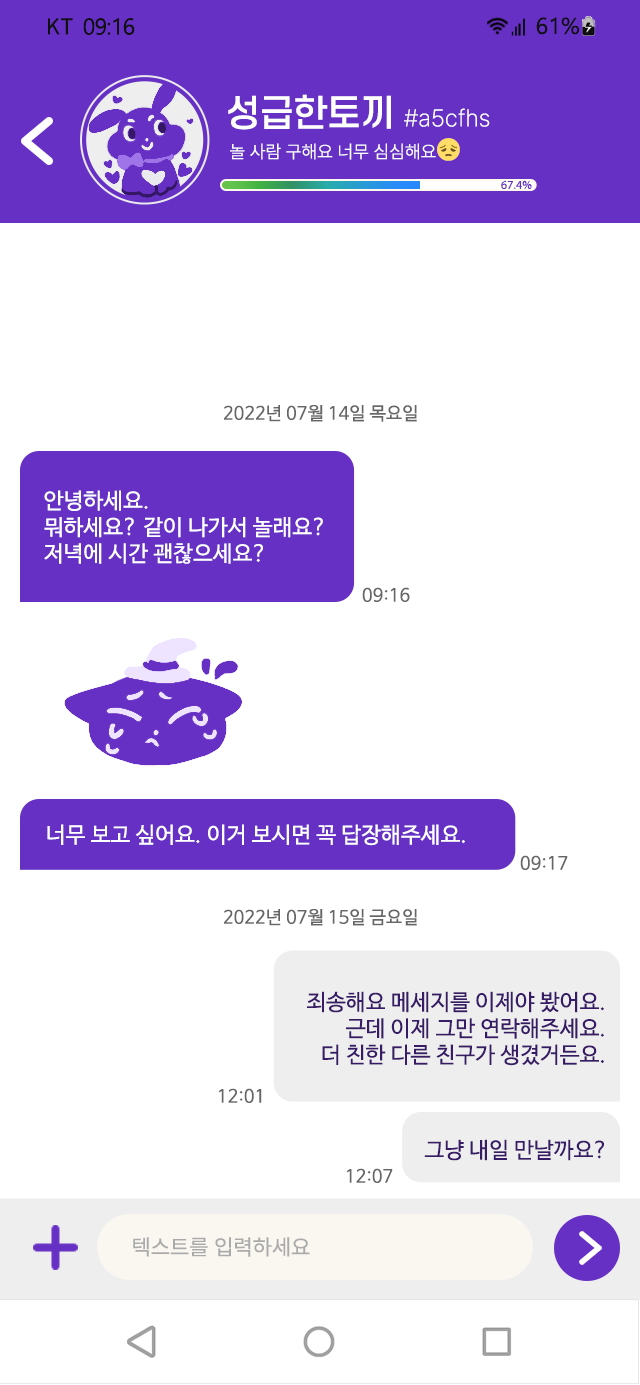 KT 09:16 61%
성급한토끼 #a5cfhs
놀 사람 구해요 너무 심심해요😔
67.4%
2022년 07월 14일 목요일
안녕하세요.
뭐하세요? 같이 나가서 놀래요?
저녁에 시간 괜찮으세요?
09:16
너무 보고 싶어요. 이거 보시면 꼭 답장해주세요.
09:17
2022년 07월 15일 금요일
죄송해요 메세지를 이제야 봤어요.
근데 이제 그만 연락해주세요.
더 친한 다른 친구가 생겼거든요.
12:01
그냥 내일 만날까요?
12:07
텍스트를 입력하세요